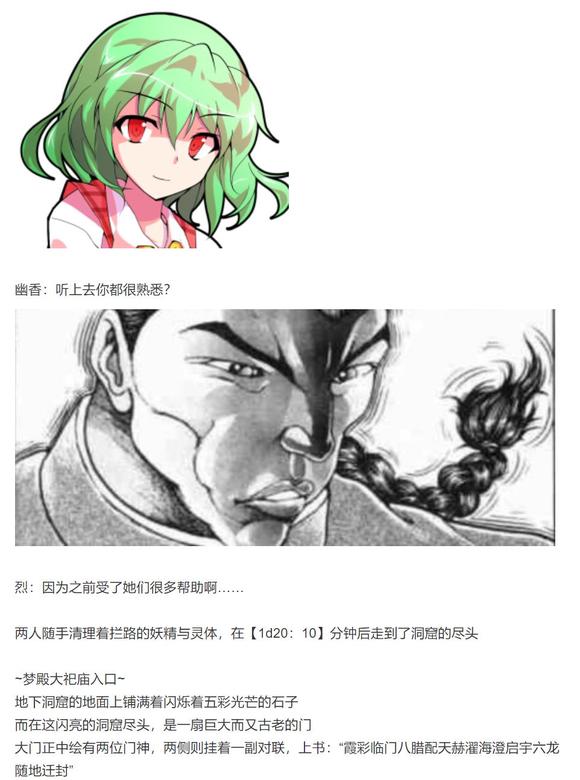 幽香：听上去你都很熟悉？
烈：因为之前受了她们很多帮助啊……
两人随手清理着拦路的妖精与灵体，在【1d20：10】分钟后走到了洞窟的尽头
~梦殿大祀庙入口~
地下洞窟的地面上铺满着闪烁着五彩光芒的石子
而在这闪亮的洞窟尽头，是一扇巨大而又古老的门
大门正中绘有两位门神，两侧则挂着一副对联，上书：“霞彩临门八腊配天赫濯海澄启宇六龙
随地迁封”